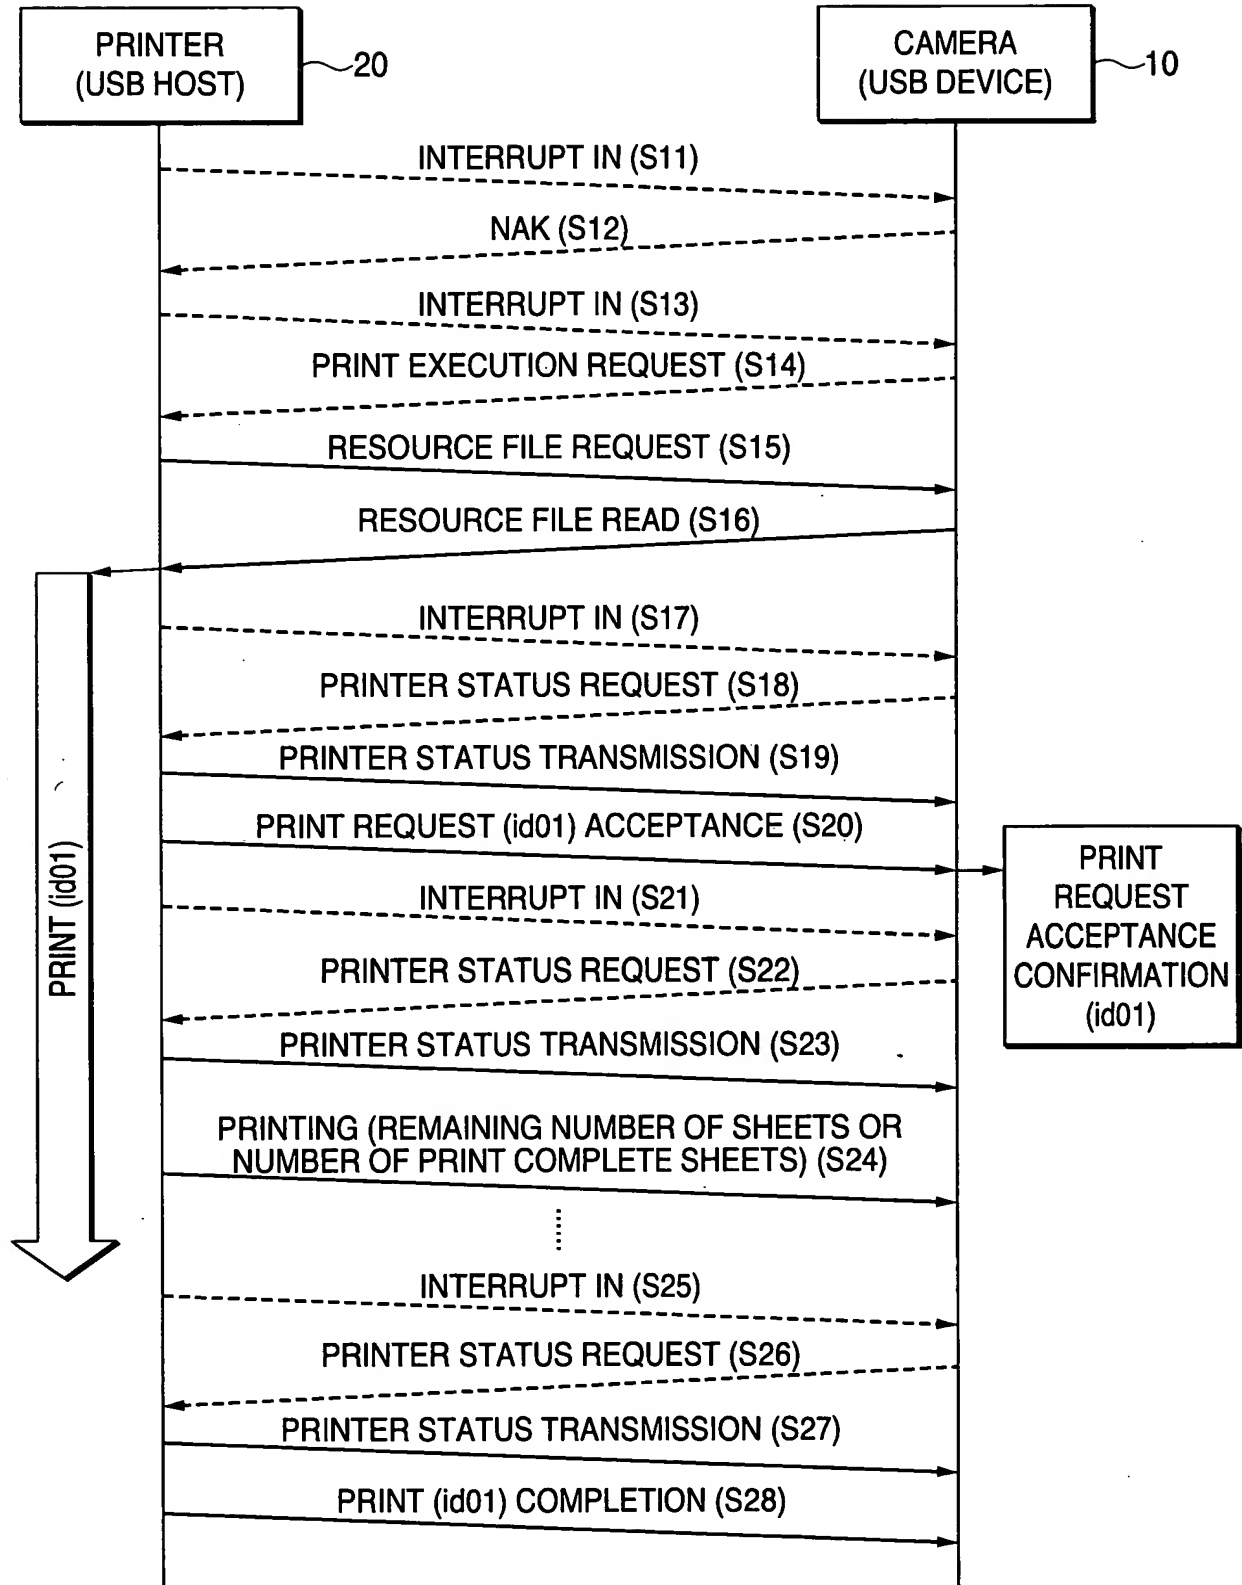 PRINTER
(USB HOST)
20
CAMERA
(USB DEVICE)
10
INTERRUPT IN (S11)
NAK (S12)
INTERRUPT IN (S13)
PRINT EXECUTION REQUEST (S14)
RESOURCE FILE REQUEST (S15)
RESOURCE FILE READ (S16)
INTERRUPT IN (S17)
PRINTER STATUS REQUEST (S18)
PRINTER STATUS TRANSMISSION (S19)
PRINT REQUEST (id01) ACCEPTANCE (S20)
PRINT
REQUEST
ACCEPTANCE
CONFIRMATION
(id01)
PRINT (id01)
INTERRUPT IN (S21)
PRINTER STATUS REQUEST (S22)
PRINTER STATUS TRANSMISSION (S23)
PRINTING (REMAINING NUMBER OF SHEETS OR
NUMBER OF PRINT COMPLETE SHEETS) (S24)
INTERRUPT IN (S25)
PRINTER STATUS REQUEST (S26)
PRINTER STATUS TRANSMISSION (S27)
PRINT (id01) COMPLETION (S28)